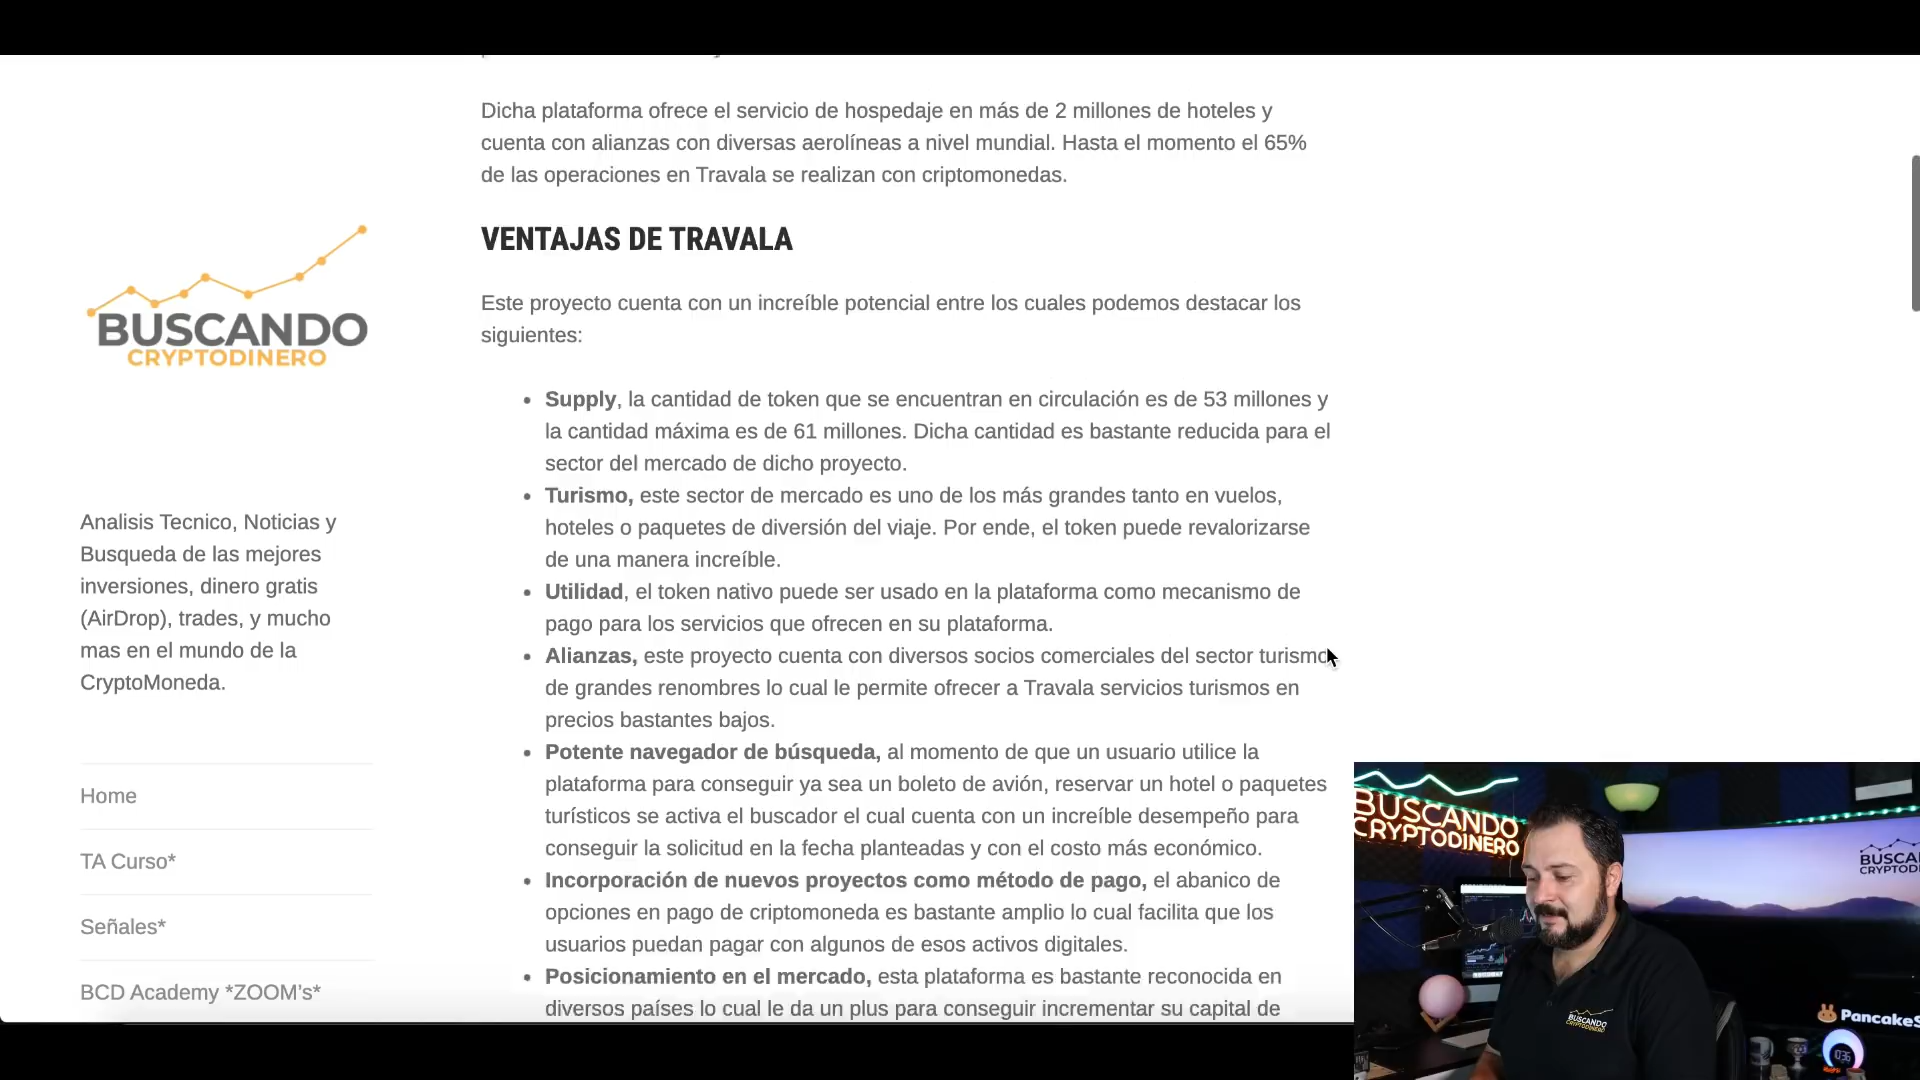 Dicha plataforma ofrece el servicio de hospedaje en más de 2 millones de hoteles y
cuenta con alianzas con diversas aerolíneas a nivel mundial. Hasta el momento el 65%
de las operaciones en Travala se realizan con criptomonedas.
VENTAJAS DE TRAVALA
Este proyecto cuenta con un increíble potencial entre los cuales podemos destacar los
siguientes:
• Supply, la cantidad de token que se encuentran en circulación es de 53 millones y
la cantidad máxima es de 61 millones. Dicha cantidad es bastante reducida para el
sector del mercado de dicho proyecto.
• Turismo, este sector de mercado es uno de los más grandes tanto en vuelos,
hoteles o paquetes de diversión del viaje. Por ende, el token puede revalorizarse
de una manera increíble.
• Utilidad, el token nativo puede ser usado en la plataforma como mecanismo de
pago para los servicios que ofrecen en su plataforma.
• Alianzas, este proyecto cuenta con diversos socios comerciales del sector turismo
de grandes renombres lo cual le permite ofrecer a Travala servicios turismos en
precios bastantes bajos.
• Potente navegador de búsqueda, al momento de que un usuario utilice la
plataforma para conseguir ya sea un boleto de avión, reservar un hotel o paquetes
turísticos se activa el buscador el cual cuenta con un increíble desempeño para
conseguir la solicitud en la fecha planteadas y con el costo más económico.
• Incorporación de nuevos proyectos como método de pago, el abanico de
opciones en pago de criptomoneda es bastante amplio lo cual facilita que los
usuarios puedan pagar con algunos de esos activos digitales.
• Posicionamiento en el mercado, esta plataforma es bastante reconocida en
diversos países lo cual le da un plus para conseguir incrementar su capital de
BUSCANDO
CRYPTODINERO
Analisis Tecnico, Noticias y
Busqueda de las mejores
inversiones, dinero gratis
(AirDrop), trades, y mucho
mas en el mundo de la
CryptoMoneda.
Home
TA Curso*
Señales*
BCD Academy *ZOOM's*
BUSCANDO
CRYPTODINERO
BUSCA
CRYPTOD
BUSCANDO
CRYPTODINERO
PancakeS
10:36